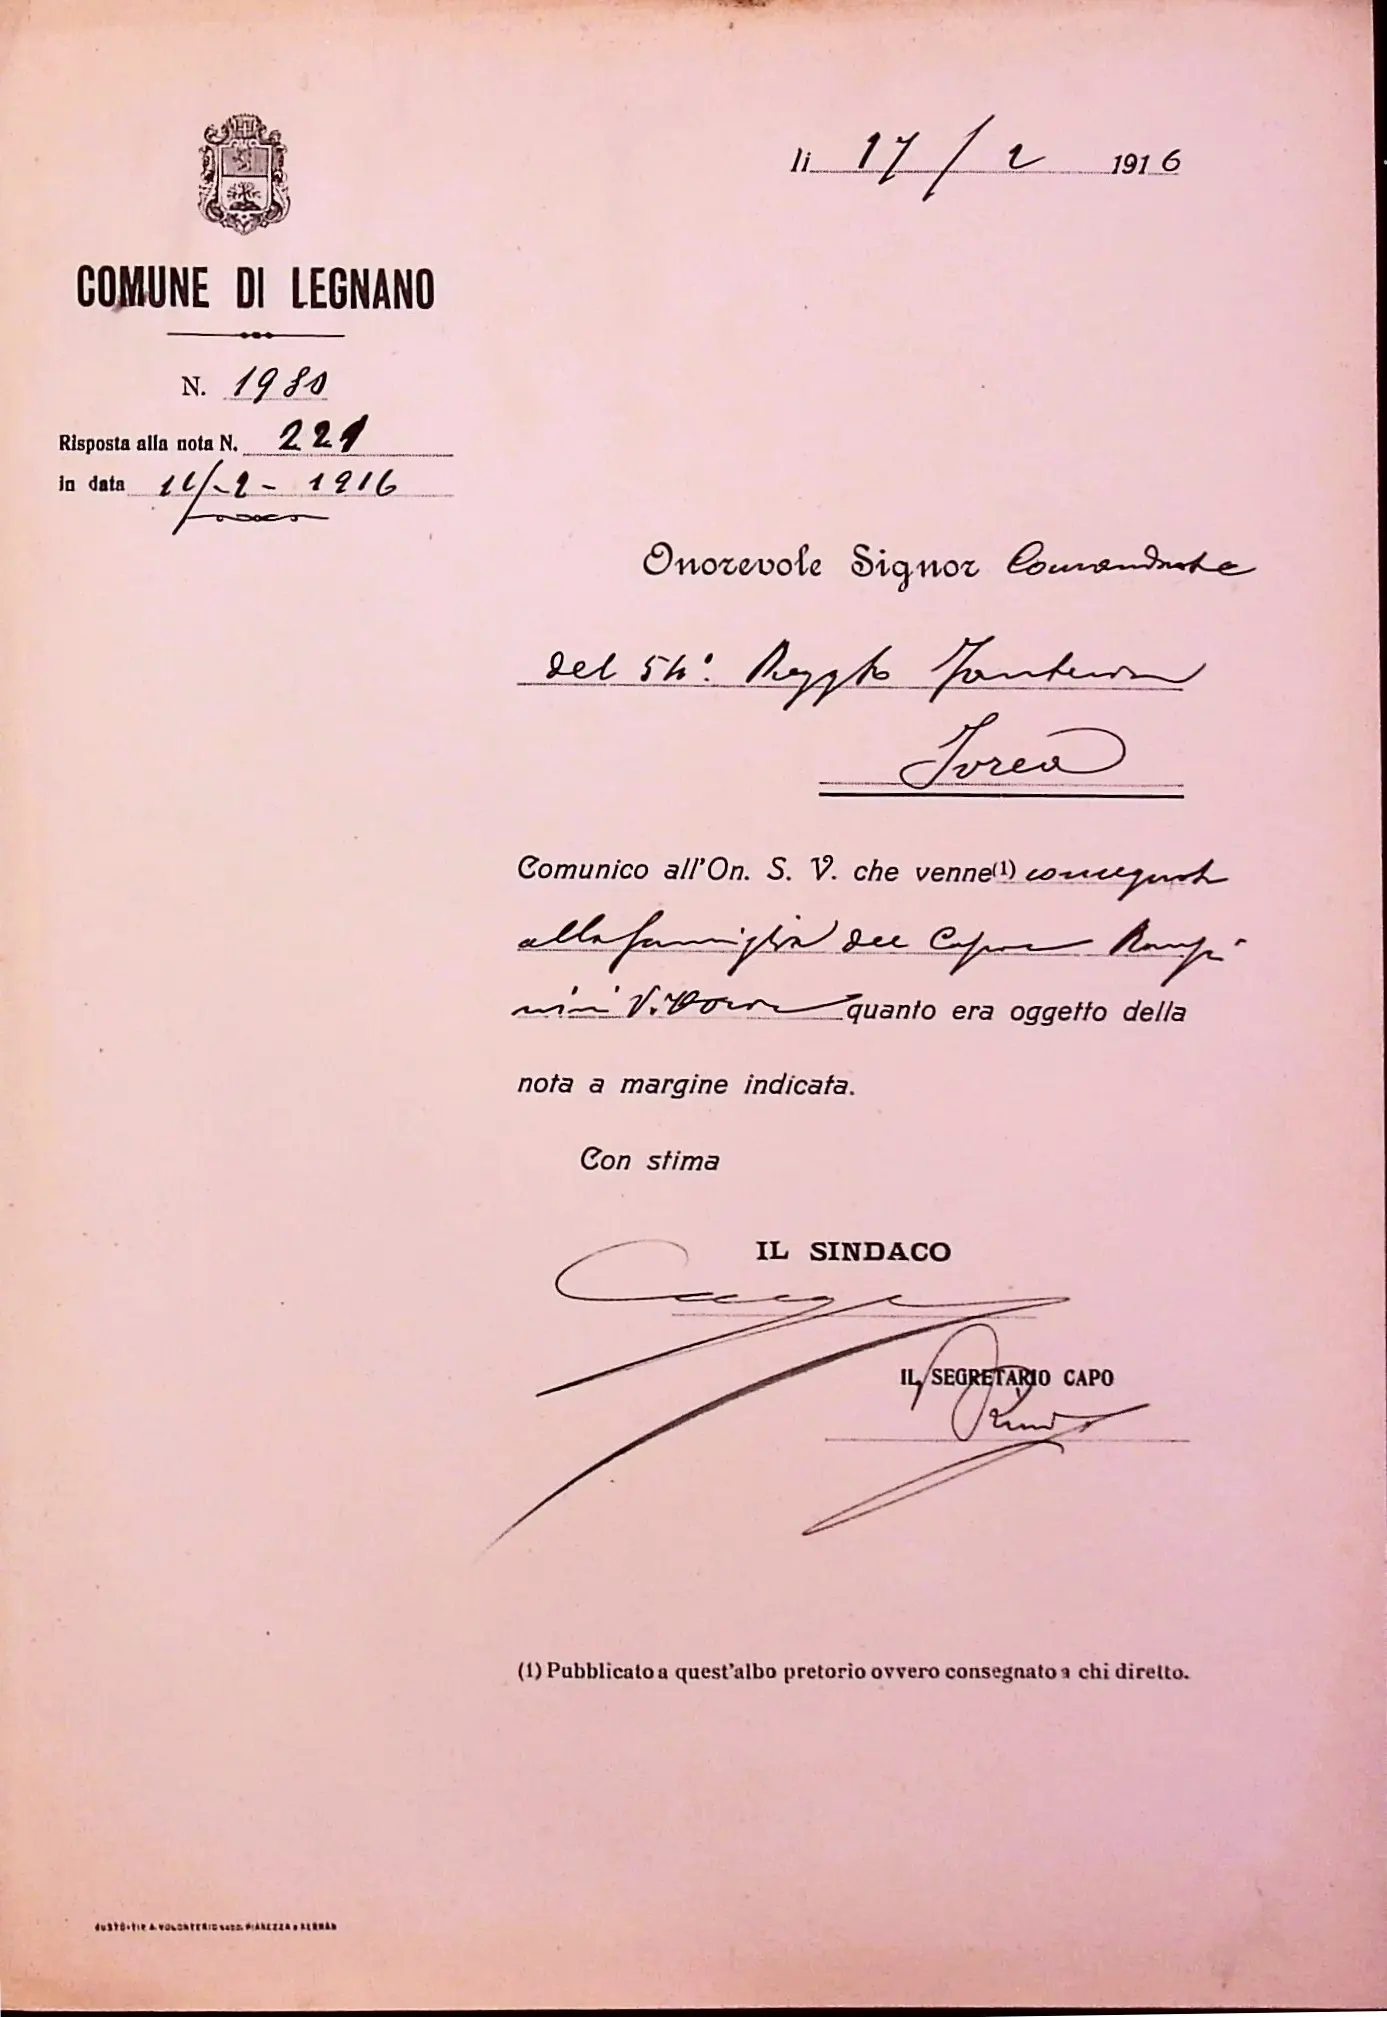 li 17/2 1916
COMUNE DI LEGNANO
N. 1980
Risposta alla nota N. 221
in data 11/-2-1916
Onorevole Signor Comandante
del 54º Reggto Fanteria
Ivrea
Comunico all'On. S. V. che venne(1) consegnato
alla famiglia del Capor Rampi
nini Vittorio quanto era oggetto della
nota a margine indicata.
Con stima
IL SINDACO
IL SEGRETARIO CAPO
(1) Pubblicato a quest'albo pretorio ovvero consegnato a chi diretto.